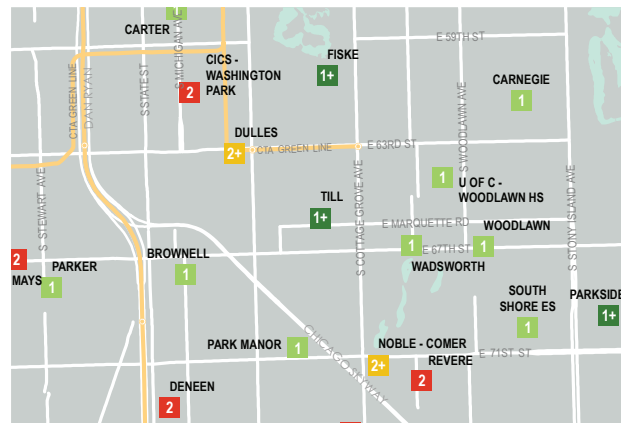 CARTER
E 59TH ST
FISKE
1+
CICS -
WASHINGTON
PARK
2
CARNEGIE
1
CTA GREEN LINE
DAN RYAN
S STATE ST
S MICHIGAN AVE
DULLES
2+
CTA GREEN LINE
E 63RD ST
S WOODLAWN AVE
1
U OF C -
WOODLAWN HS
TILL
1+
E MARQUETTE RD
WOODLAWN
1
1
E 67TH ST
WADSWORTH
S STEWART AVE
S COTTAGE GROVE AVE
S STONY ISLAND AVE
2
MAYS
PARKER
1
BROWNELL
1
SOUTH
SHORE ES
1
PARKSIDE
1+
CHICAGO SKYWAY
PARK MANOR
1
NOBLE - COMER
2+
REVERE
2
E 71ST ST
DENEEN
2